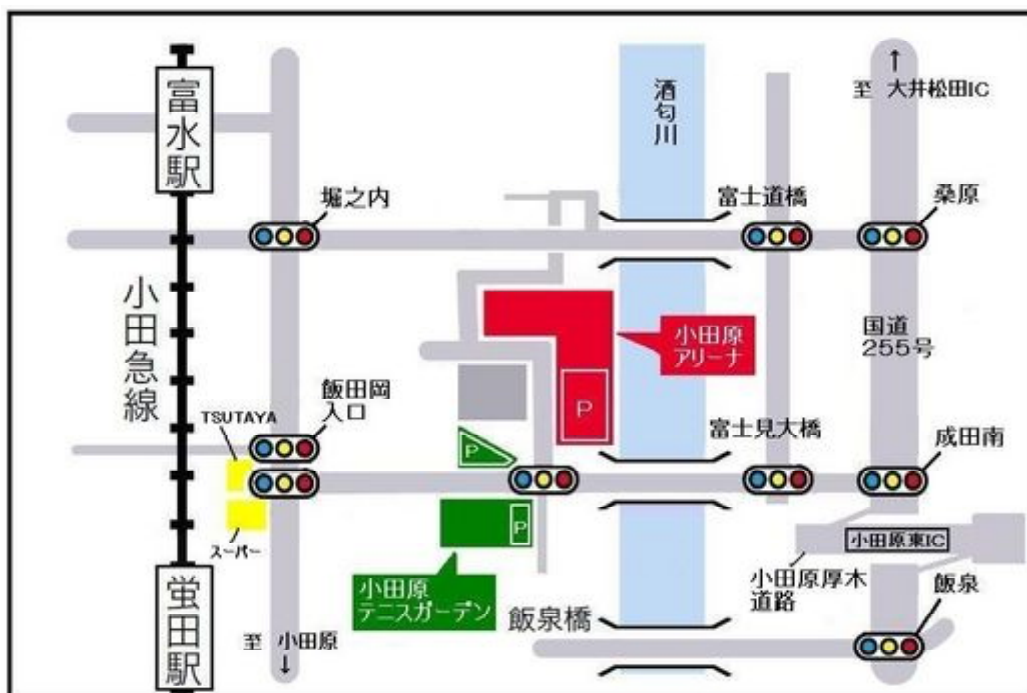 富水駅
酒匂川
↑
至 大井松田IC
堀之内
富士道橋
桑原
小田急線
小田原
アリーナ
国道
255号
飯田岡
入口
TSUTAYA
P
富士見大橋
成田南
P
P
スーパー
小田原東IC
小田原
テニスガーデン
小田原厚木
道路
飯泉
飯泉橋
蛍田駅
至 小田原
↓